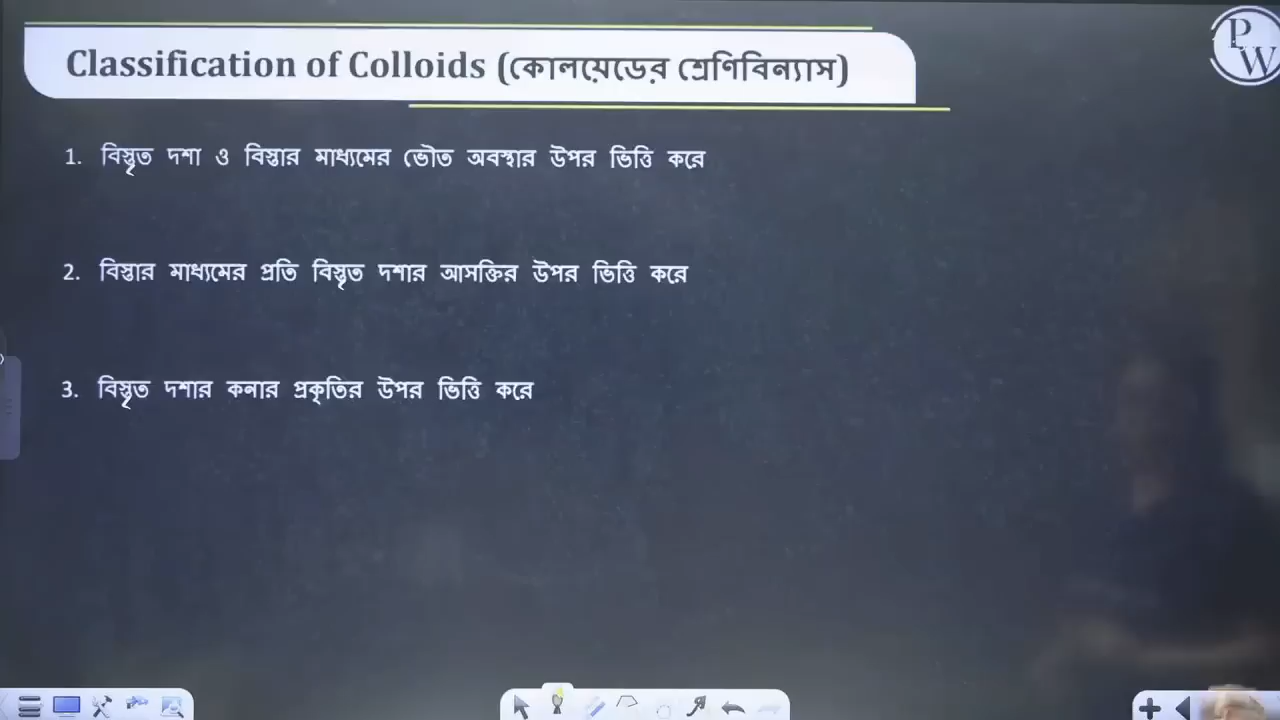 Classification of Colloids (কোলয়েডের শ্রেণিবিন্যাস)
PW
1. বিস্তৃত দশা ও বিস্তার মাধ্যমের ভৌত অবস্থার উপর ভিত্তি করে
2. বিস্তার মাধ্যমের প্রতি বিস্তৃত দশার আসক্তির উপর ভিত্তি করে
3. বিস্তৃত দশার কনার প্রকৃতির উপর ভিত্তি করে